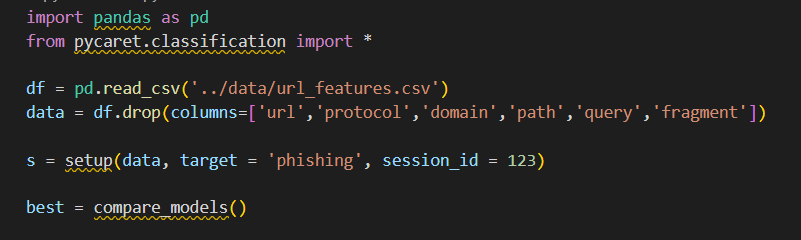 import pandas as pd
from pycaret.classification import *
df = pd.read_csv('../data/url_features.csv')
data = df.drop(columns=['url','protocol','domain','path','query','fragment'])
s = setup(data, target = 'phishing', session_id = 123)
best = compare_models()